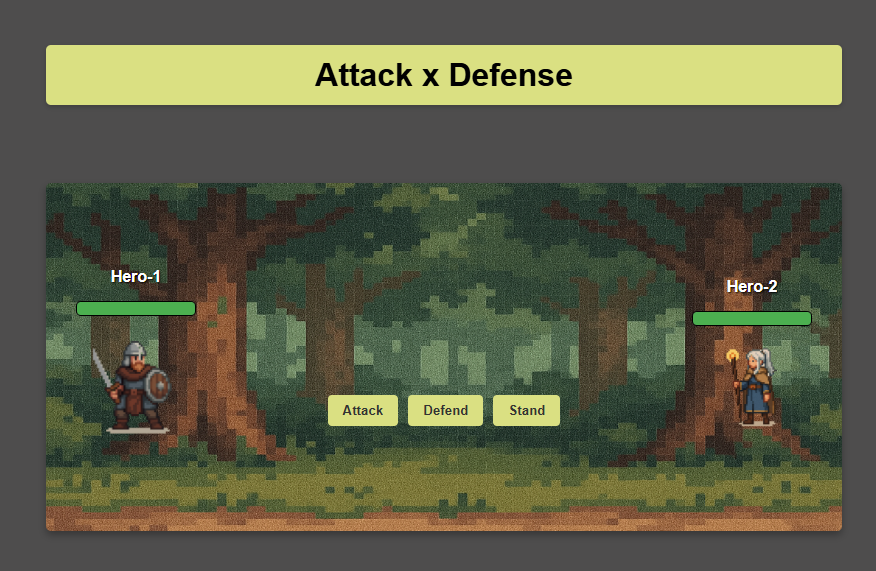 Attack x Defense
Hero-1
Hero-2
Attack
Defend
Stand